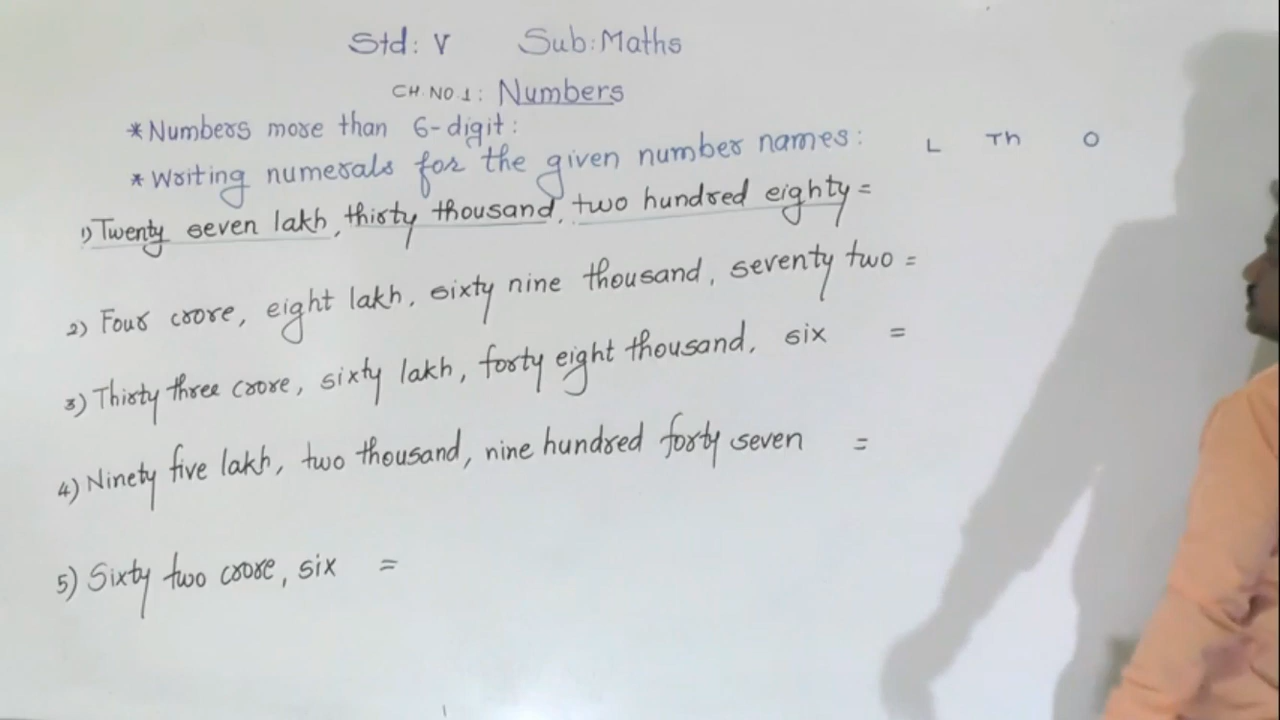 Std: V Sub: Maths
CH. NO. 1: Numbers
*Numbers more than 6-digit:
*Writing numerals for the given number names: L Th O
1) Twenty seven lakh, thirty thousand, two hundred eighty =
2) Four crore, eight lakh, sixty nine thousand, seventy two =
3) Thirty three crore, sixty lakh, forty eight thousand, six =
4) Ninety five lakh, two thousand, nine hundred forty seven =
5) Sixty two crore, six =